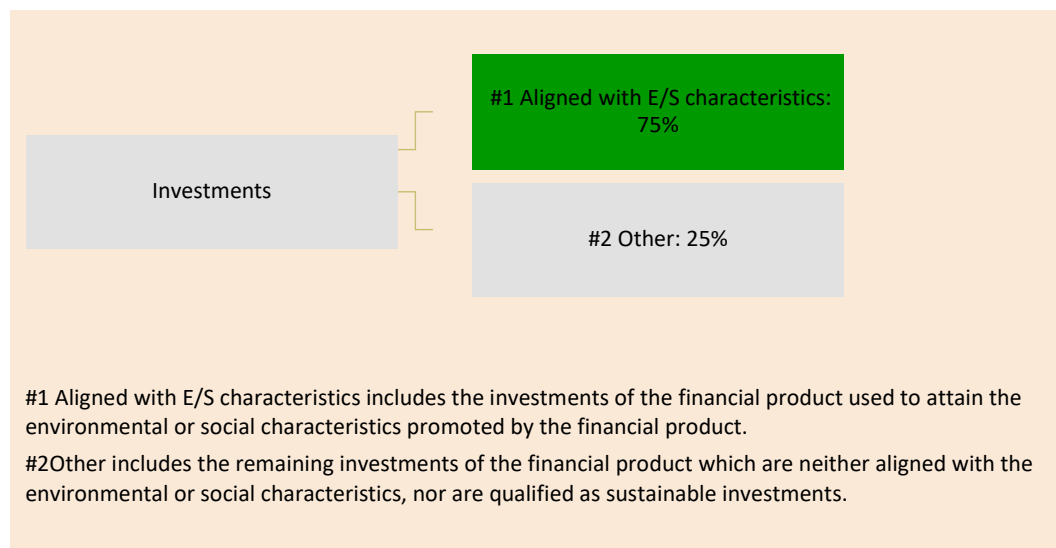 #1 Aligned with E/S characteristics:
75%
Investments
#2 Other: 25%
#1 Aligned with E/S characteristics includes the investments of the financial product used to attain the
environmental or social characteristics promoted by the financial product.
#2Other includes the remaining investments of the financial product which are neither aligned with the
environmental or social characteristics, nor are qualified as sustainable investments.